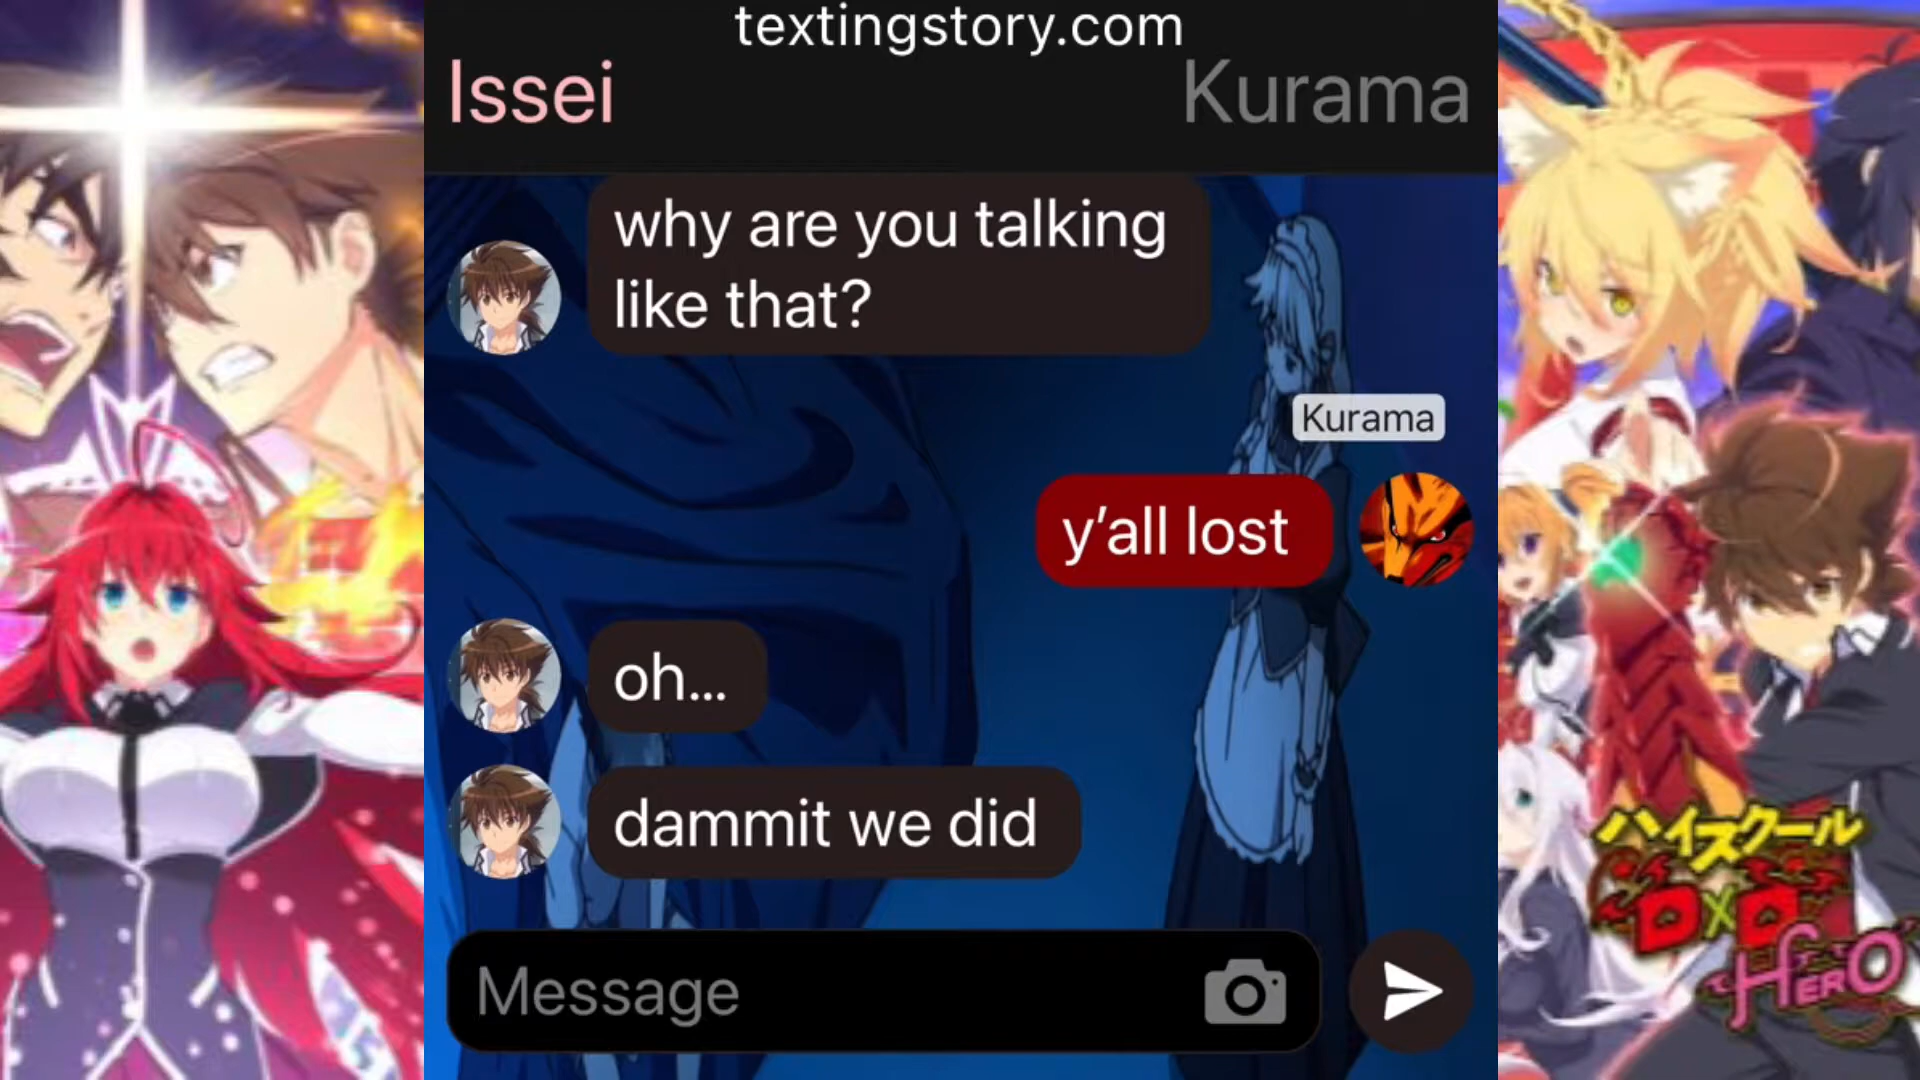 textingstory.com
Issei
Kurama
why are you talking
like that?
Kurama
y’all lost
oh...
dammit we did
Message
ハイスクール
D×D
HERO